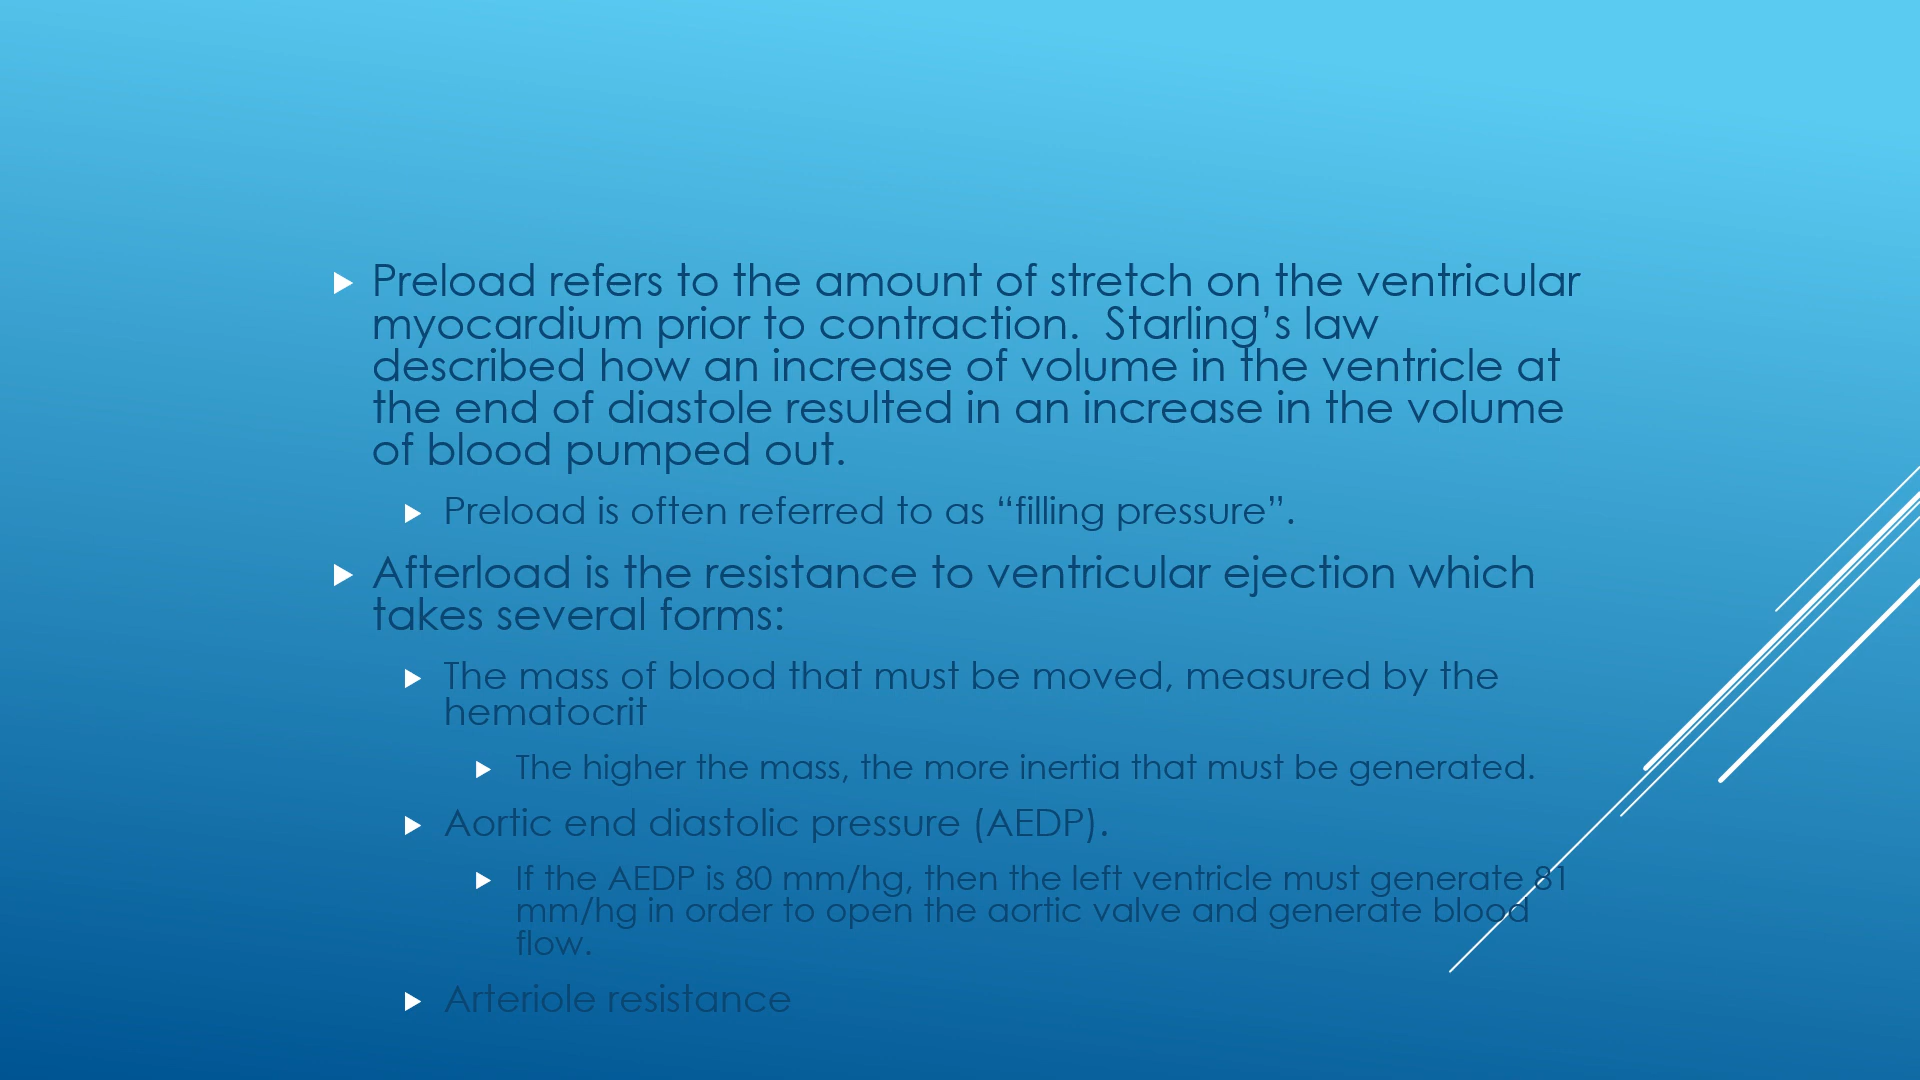 Preload refers to the amount of stretch on the ventricular
myocardium prior to contraction.  Starling’s law
described how an increase of volume in the ventricle at
the end of diastole resulted in an increase in the volume
of blood pumped out.
Preload is often referred to as “filling pressure”.
Afterload is the resistance to ventricular ejection which
takes several forms:
The mass of blood that must be moved, measured by the
hematocrit
The higher the mass, the more inertia that must be generated.
Aortic end diastolic pressure (AEDP).
If the AEDP is 80 mm/hg, then the left ventricle must generate 81
mm/hg in order to open the aortic valve and generate blood
flow.
Arteriole resistance